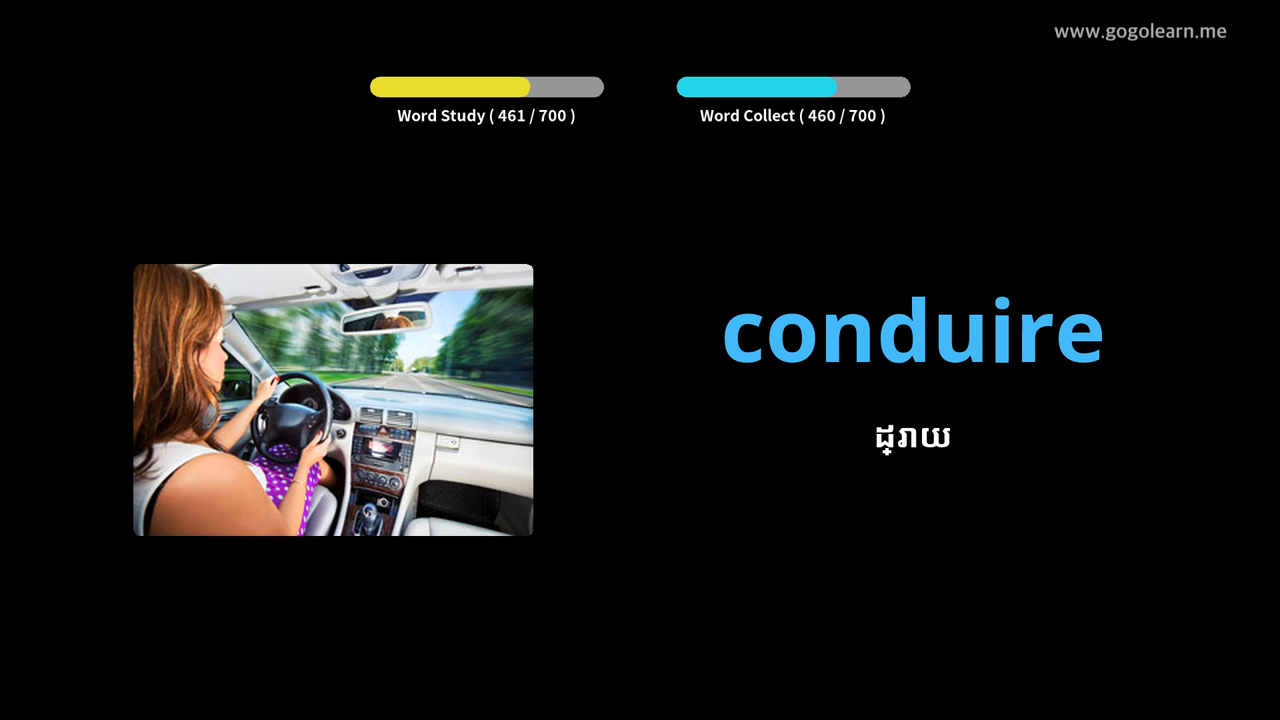 www.gogolearn.me
Word Study ( 461 / 700 )
Word Collect ( 460 / 700 )
conduire
ដ្រាយ